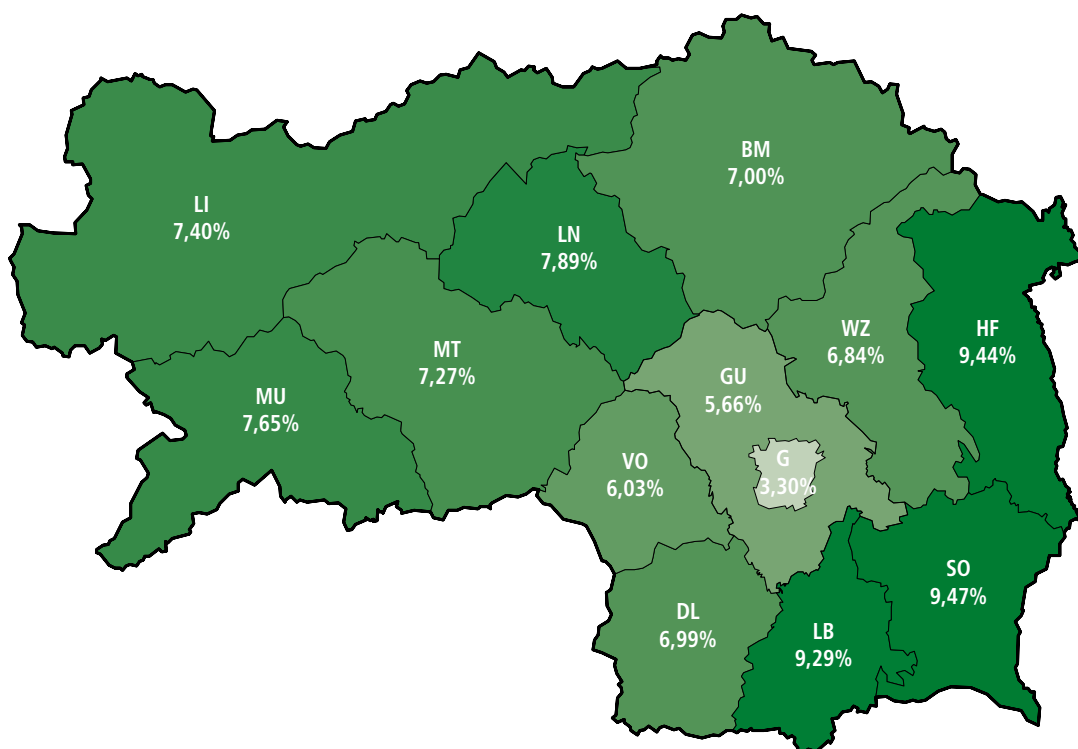 BM
7,00%
LI
7,40%
LN
7,89%
WZ
6,84%
HF
9,44%
MT
7,27%
GU
5,66%
MU
7,65%
VO
6,03%
G
3,30%
SO
9,47%
DL
6,99%
LB
9,29%